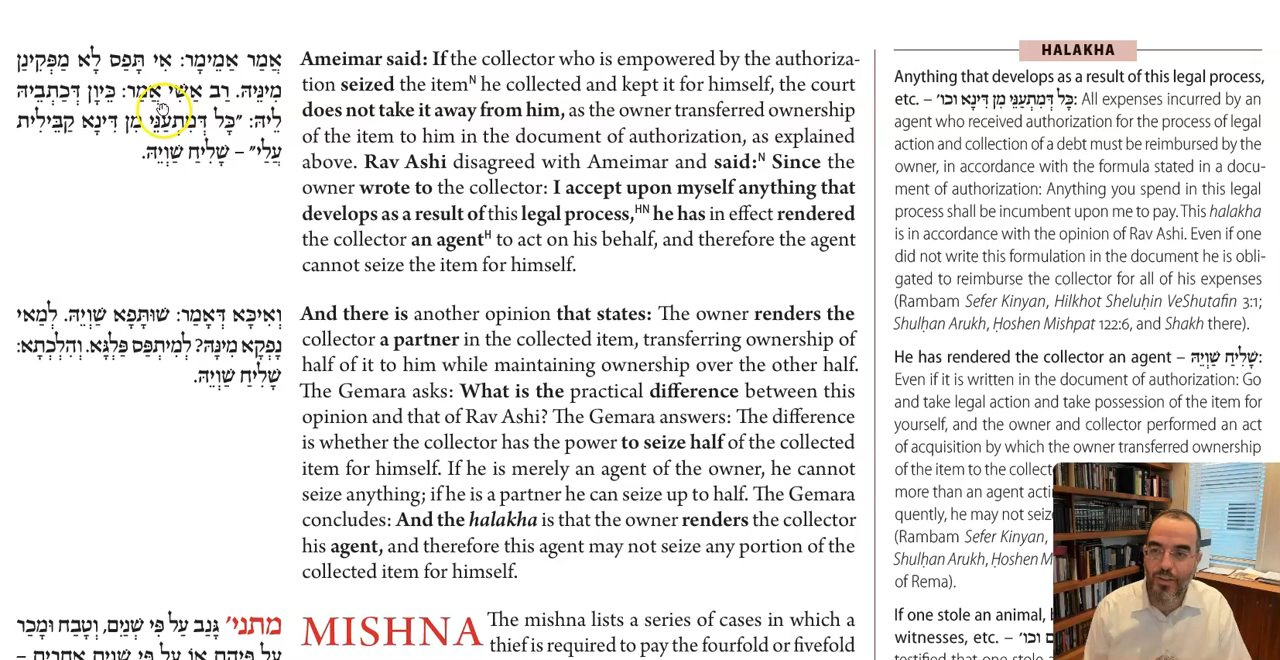 אֲמַר אַמֵימָר: אִי תָּפַס לָא מַפְּקִינַן
מִינֵּיהּ. רַב אַשִׁי אֲמַר: כֵּיוָן דְּכַתְבֵיהּ
לֵיהּ: ״כָּל דְּמִתְעַנֵּי מִן דִּינָא קַבֵּילִית
עֲלַי״ – שָׁלִיחַ שַׁוְיֵהּ.
וְאִיכָּא דְּאָמַר: שׁוּתָּפָא שַׁוְיֵהּ. לְמַאי
נָפְקָא מִינַּהּ? לְמִיתְפַּס פַּלְגָּא. וְהִלְכְתָא:
שָׁלִיחַ שַׁוְיֵהּ.
מתני׳ גָּנַב עַל פִּי שְׁנַיִם, וְטָבַח וּמָכַר
עַל פִּיהֶם אוֹ עַל פִּי שְׁנַיִם אֲחֵרִים –
Ameimar said: If the collector who is empowered by the authoriza-
tion seized the itemᴺ he collected and kept it for himself, the court
does not take it away from him, as the owner transferred ownership
of the item to him in the document of authorization, as explained
above. Rav Ashi disagreed with Ameimar and said:ᴺ Since the
owner wrote to the collector: I accept upon myself anything that
develops as a result of this legal process,ᴴᴺ he has in effect rendered
the collector an agentᴴ to act on his behalf, and therefore the agent
cannot seize the item for himself.
And there is another opinion that states: The owner renders the
collector a partner in the collected item, transferring ownership of
half of it to him while maintaining ownership over the other half.
The Gemara asks: What is the practical difference between this
opinion and that of Rav Ashi? The Gemara answers: The difference
is whether the collector has the power to seize half of the collected
item for himself. If he is merely an agent of the owner, he cannot
seize anything; if he is a partner he can seize up to half. The Gemara
concludes: And the halakha is that the owner renders the collector
his agent, and therefore this agent may not seize any portion of the
collected item for himself.
MISHNA The mishna lists a series of cases in which a
thief is required to pay the fourfold or fivefold
HALAKHA
Anything that develops as a result of this legal process,
etc. – כָּל דְּמִתְעַנֵּי מִן דִּינָא וכו׳: All expenses incurred by an
agent who received authorization for the process of legal
action and collection of a debt must be reimbursed by the
owner, in accordance with the formula stated in a docu-
ment of authorization: Anything you spend in this legal
process shall be incumbent upon me to pay. This halakha
is in accordance with the opinion of Rav Ashi. Even if one
did not write this formulation in the document he is obli-
gated to reimburse the collector for all of his expenses
(Rambam Sefer Kinyan, Hilkhot Sheluḥin VeShutafin 3:1;
Shulḥan Arukh, Ḥoshen Mishpat 122:6, and Shakh there).
He has rendered the collector an agent – שָׁלִיחַ שַׁוְיֵהּ:
Even if it is written in the document of authorization: Go
and take legal action and take possession of the item for
yourself, and the owner and collector performed an act
of acquisition by which the owner transferred ownership
of the item to the collect
more than an agent acti
quently, he may not seiz
(Rambam Sefer Kinyan,
Shulḥan Arukh, Ḥoshen M
of Rema).
If one stole an animal,
witnesses, etc. –
testified that one stole